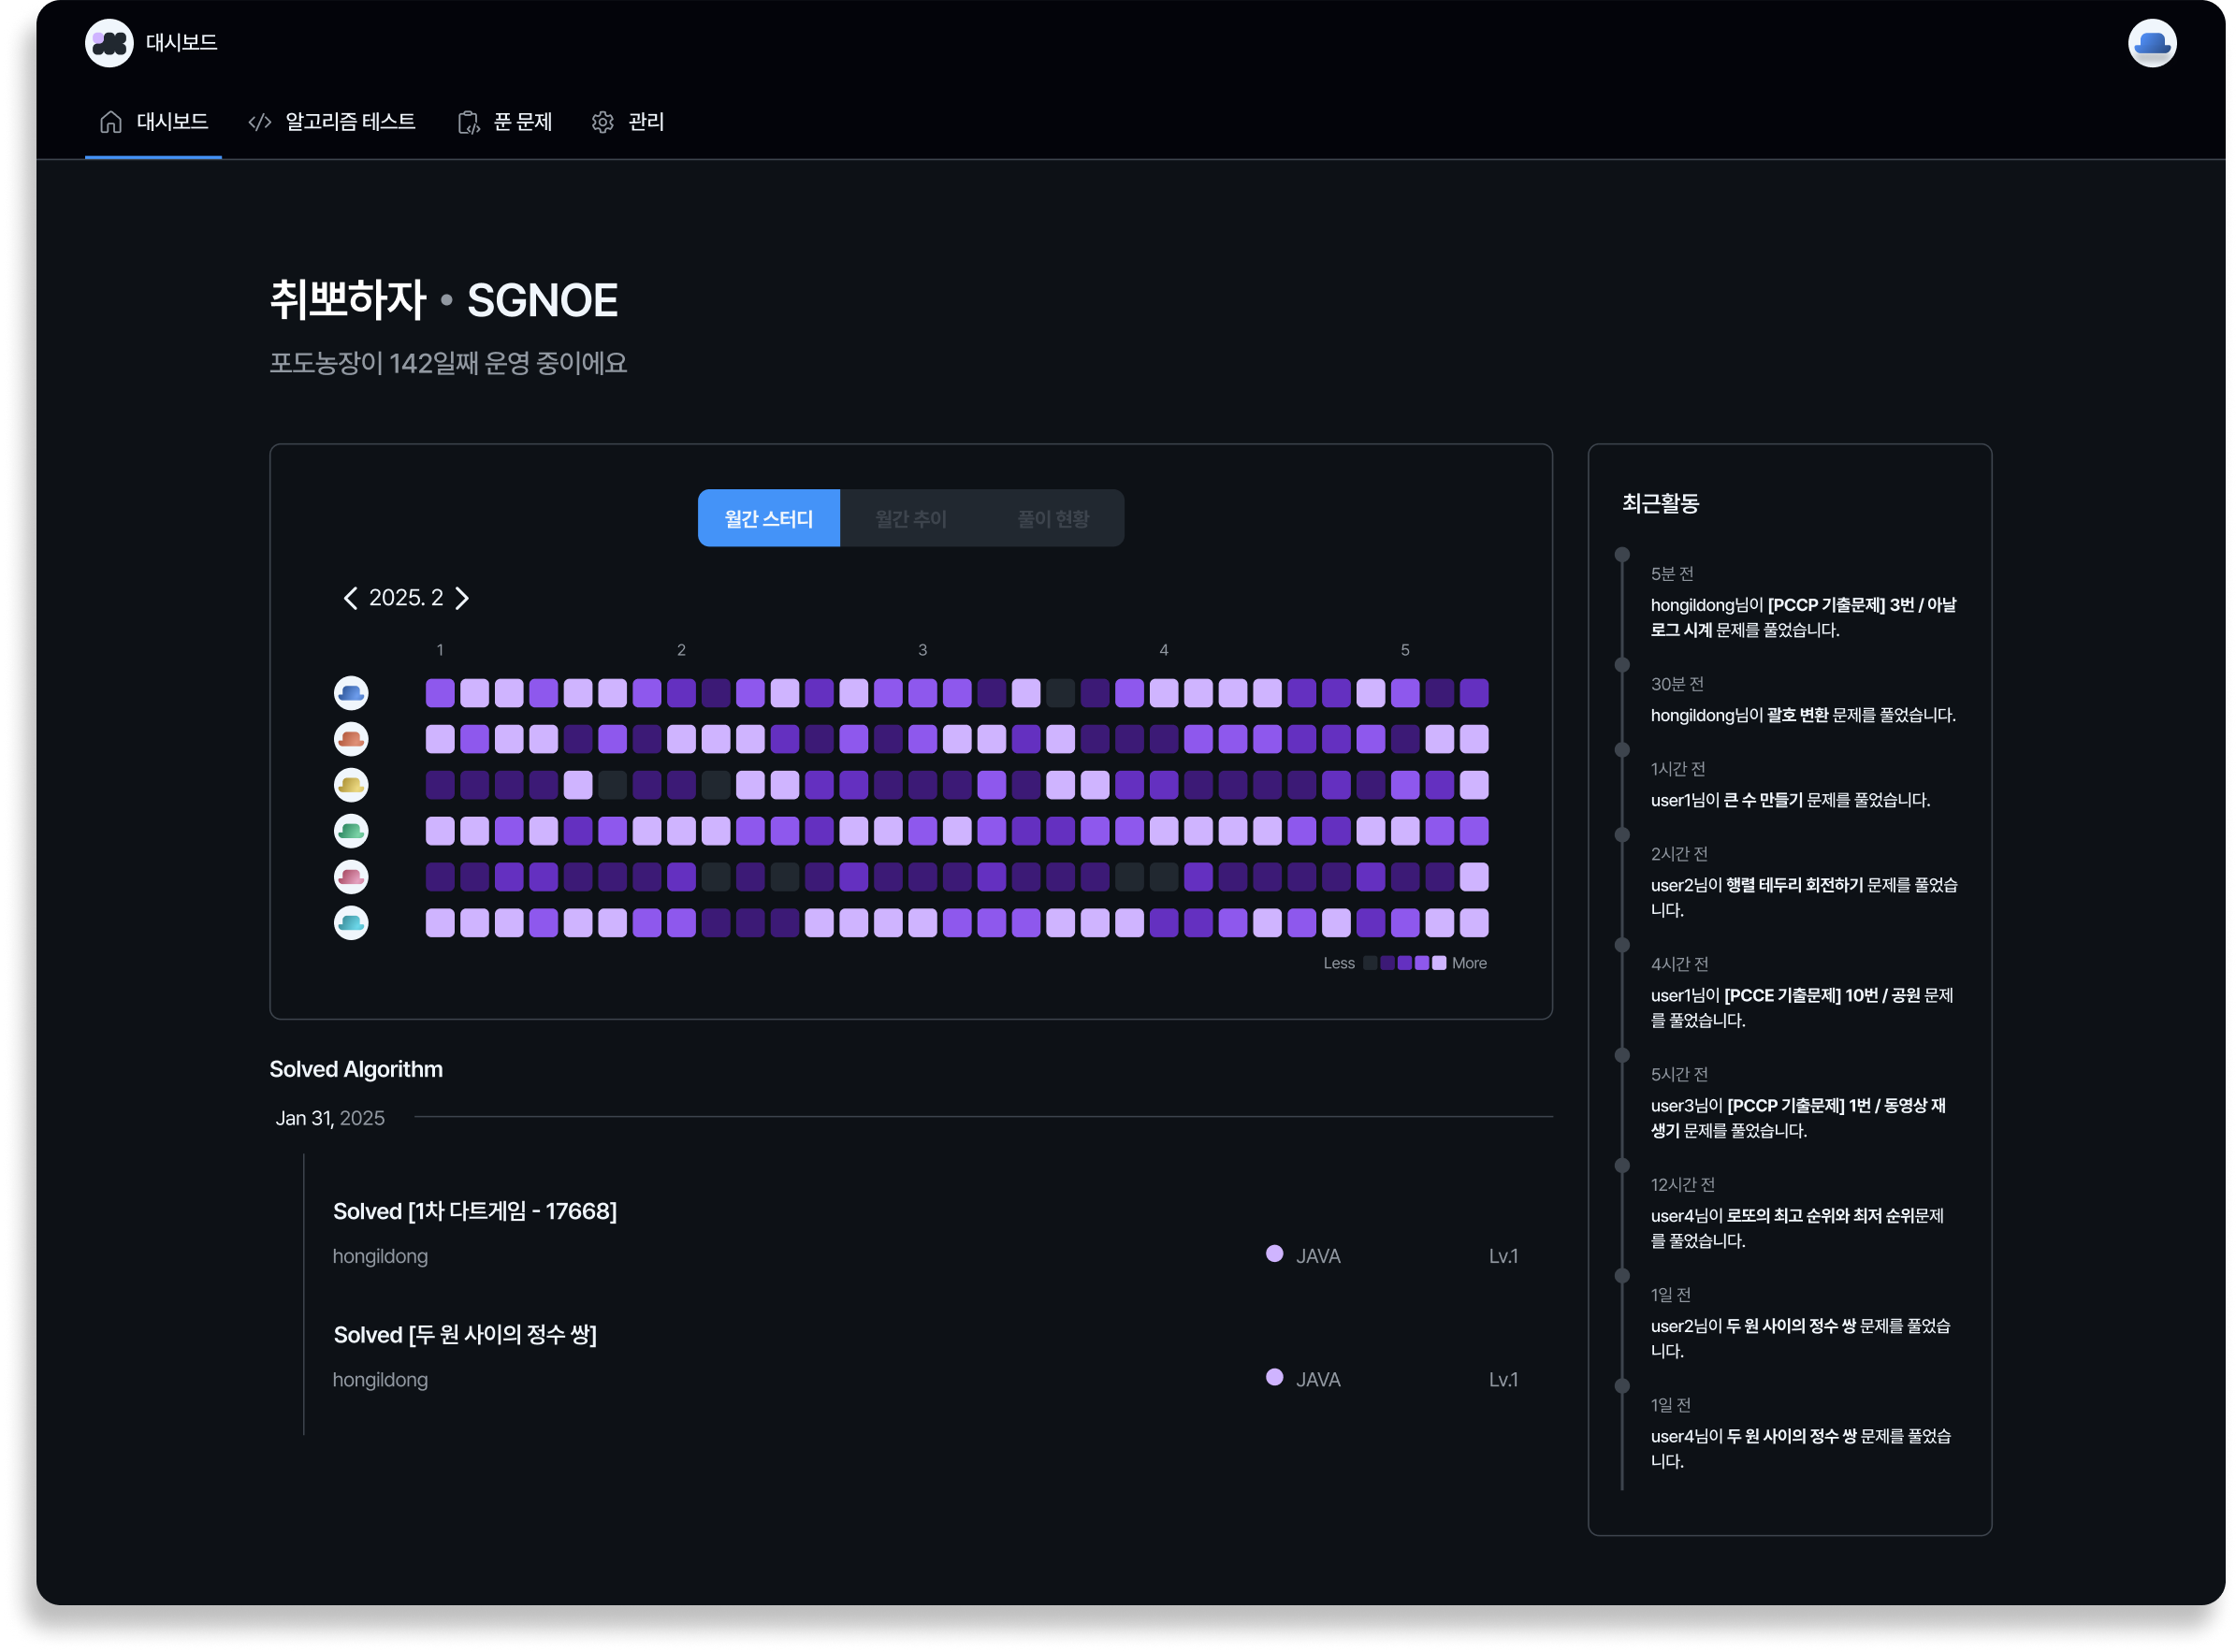 대시보드
대시보드
알고리즘 테스트
푼 문제
관리
취뽀하자 • SGNOE
포도농장이 142일째 운영 중이에요
월간 스터디
월간 추이
풀이 현황
2025. 2
1 2 3 4 5
Less
More
Solved Algorithm
Jan 31, 2025
Solved [1차 다트게임 - 17668]
hongildong
JAVA
Lv.1
Solved [두 원 사이의 정수 쌍]
hongildong
JAVA
Lv.1
최근활동
5분 전
hongildong님이 [PCCP 기출문제] 3번 / 아날
로그 시계 문제를 풀었습니다.
30분 전
hongildong님이 괄호 변환 문제를 풀었습니다.
1시간 전
user1님이 큰 수 만들기 문제를 풀었습니다.
2시간 전
user2님이 행렬 테두리 회전하기 문제를 풀었습
니다.
4시간 전
user1님이 [PCCE 기출문제] 10번 / 공원 문제
를 풀었습니다.
5시간 전
user3님이 [PCCP 기출문제] 1번 / 동영상 재
생기 문제를 풀었습니다.
12시간 전
user4님이 로또의 최고 순위와 최저 순위문제
를 풀었습니다.
1일 전
user2님이 두 원 사이의 정수 쌍 문제를 풀었습
니다.
1일 전
user4님이 두 원 사이의 정수 쌍 문제를 풀었습
니다.